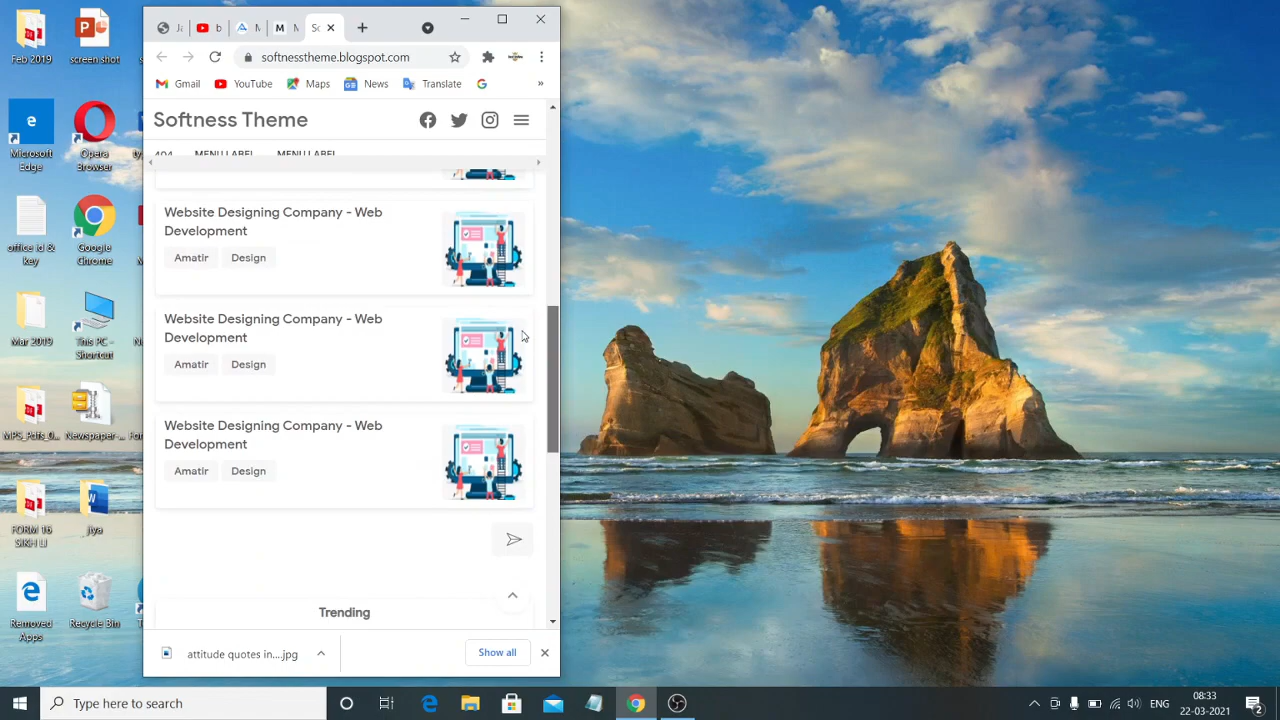 softnesstheme.blogspot.com
Gmail
YouTube
Maps
News
Translate
»
Softness Theme
404
MENU LABEL
MENU LABEL
Website Designing Company - Web
Development
Amatir
Design
Website Designing Company - Web
Development
Amatir
Design
Website Designing Company - Web
Development
Amatir
Design
Trending
attitude quotes in....jpg
Show all
Feb 2019
screen shot
Microsoft
Edge
Opera
Browser
office id &
key
Google
Chrome
Mar 2019
This PC -
Shortcut
MPS_Pdfs_0...
Newspaper-...
FORM 16
SIKH LI
jiya
Removed
Apps
Recycle Bin
Type here to search
ENG
08:33
22-03-2021
2